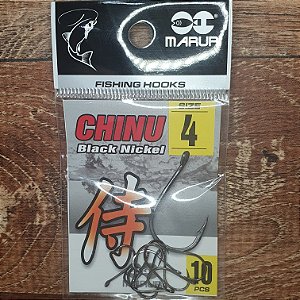 MARURI
FISHING HOOKS
SIZE
CHINU
4
Black Nickel
侍
10
PCS